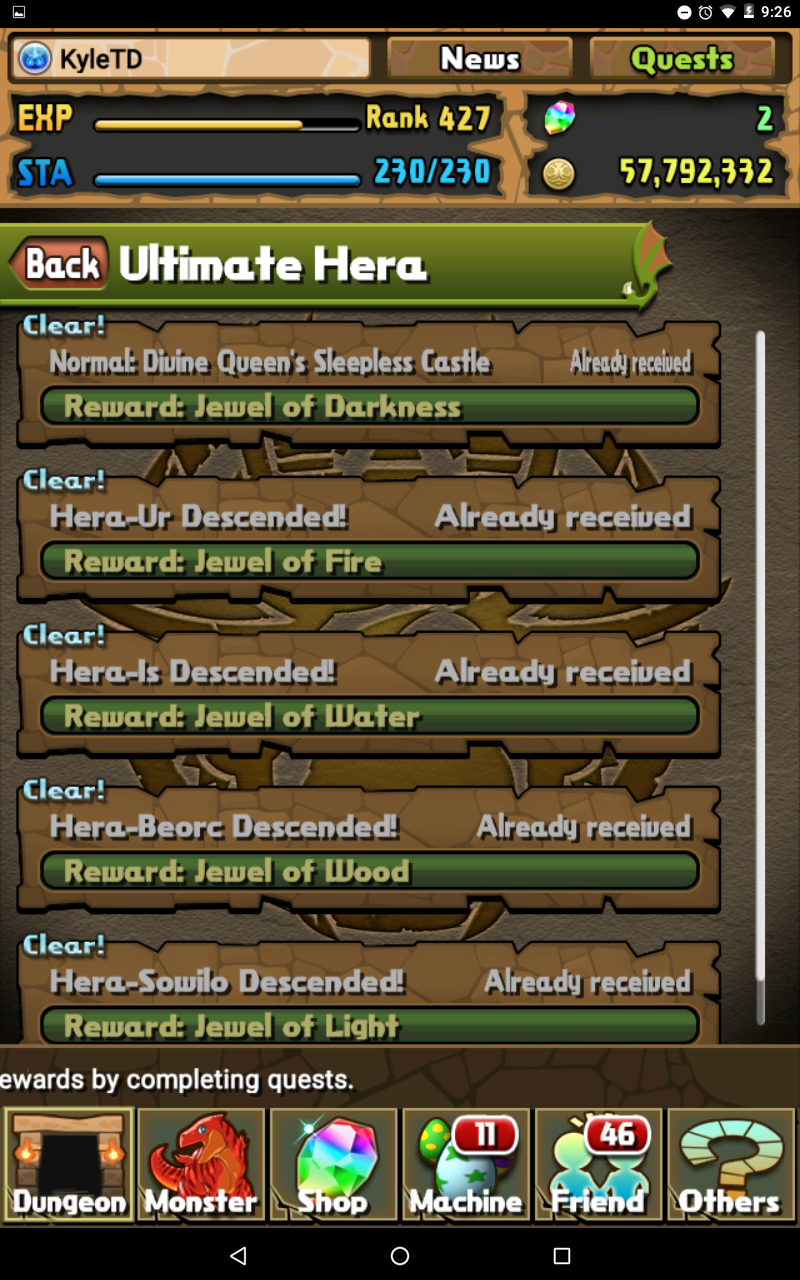 9:26
KyleTD
News
Quests
EXP
Rank 427
2
STA
230/230
57,792,332
Back
Ultimate Hera
Clear!
Normal: Divine Queen's Sleepless Castle
Already received
Reward: Jewel of Darkness
Clear!
Hera-Ur Descended!
Already received
Reward: Jewel of Fire
Clear!
Hera-Is Descended!
Already received
Reward: Jewel of Water
Clear!
Hera-Beorc Descended!
Already received
Reward: Jewel of Wood
Clear!
Hera-Sowilo Descended!
Already received
Reward: Jewel of Light
ewards by completing quests.
11
46
Dungeon
Monster
Shop
Machine
Friend
Others